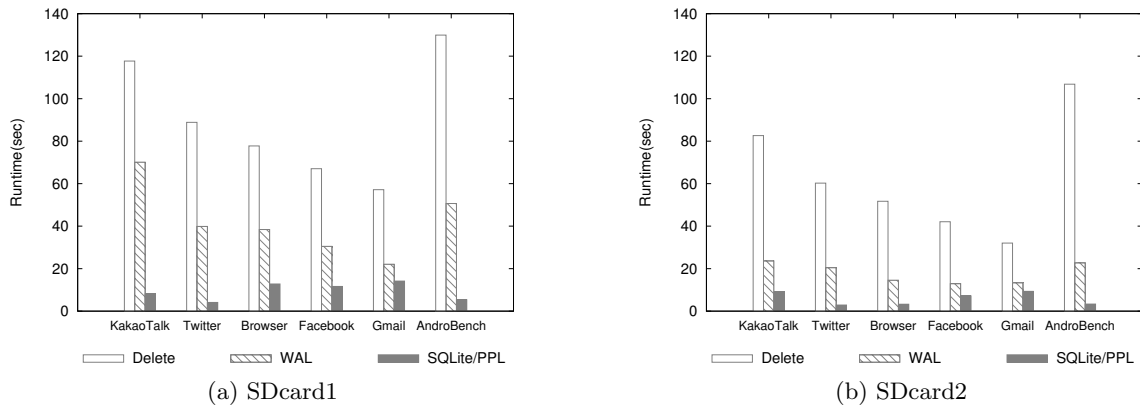 140
120
100
80
60
40
20
0
Runtime(sec)
KakaoTalk Twitter Browser Facebook Gmail AndroBench
Delete WAL SQLite/PPL
(a) SDcard1
140
120
100
80
60
40
20
0
Runtime(sec)
KakaoTalk Twitter Browser Facebook Gmail AndroBench
Delete WAL SQLite/PPL
(b) SDcard2